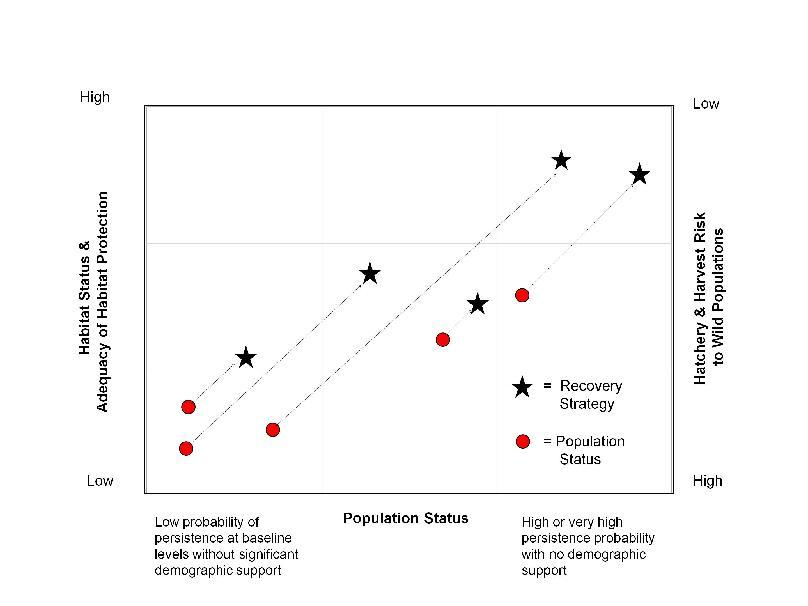 High
Low
Habitat Status &
Adequacy of Habitat Protection
Hatchery & Harvest Risk
to Wild Populations
= Recovery
Strategy
= Population
Status
Low
High
Population Status
Low probability of
persistence at baseline
levels without significant
demographic support
High or very high
persistence probability
with no demographic
support